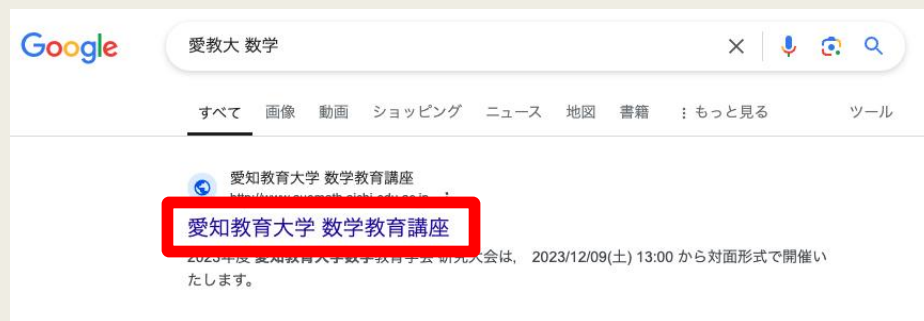 Google
愛教大 数学
すべて 画像 動画 ショッピング ニュース 地図 書籍 もっと見る ツール
愛知教育大学 数学教育講座
愛知教育大学 数学教育講座
2023年度 愛知教育大学数学教育学会 研究大会は, 2023/12/09(土) 13:00 から対面形式で開催い
たします。